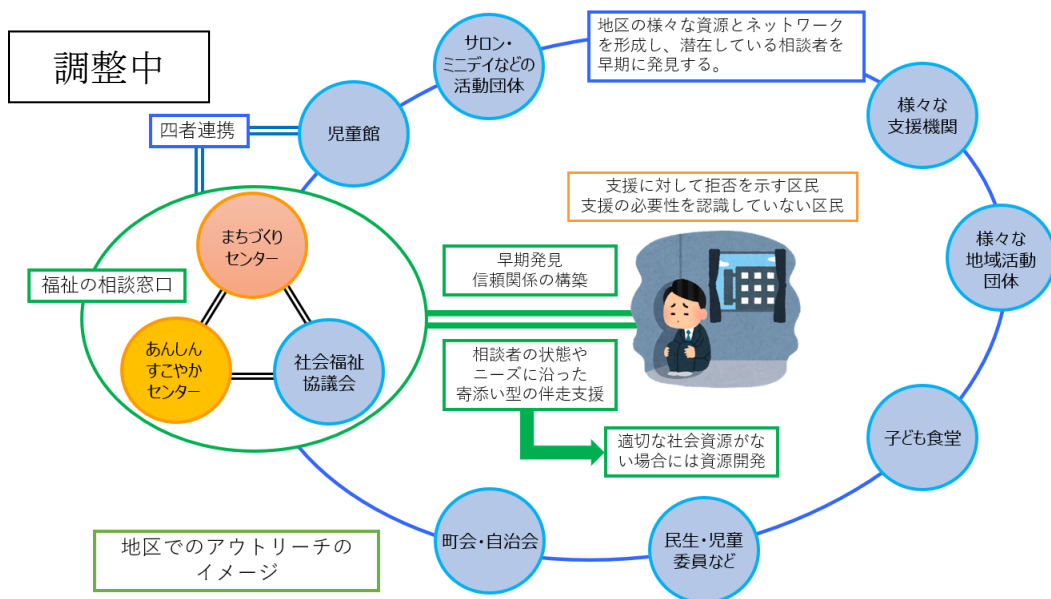 調整中
サロン・
ミニデイなどの
活動団体
地区の様々な資源とネットワーク
を形成し、潜在している相談者を
早期に発見する。
四者連携
児童館
様々な
支援機関
支援に対して拒否を示す区民
支援の必要性を認識していない区民
まちづくり
センター
福祉の相談窓口
早期発見
信頼関係の構築
様々な
地域活動
団体
あんしん
すこやか
センター
社会福祉
協議会
相談者の状態や
ニーズに沿った
寄添い型の伴走支援
適切な社会資源がな
い場合には資源開発
子ども食堂
町会・自治会
民生・児童
委員など
地区でのアウトリーチの
イメージ